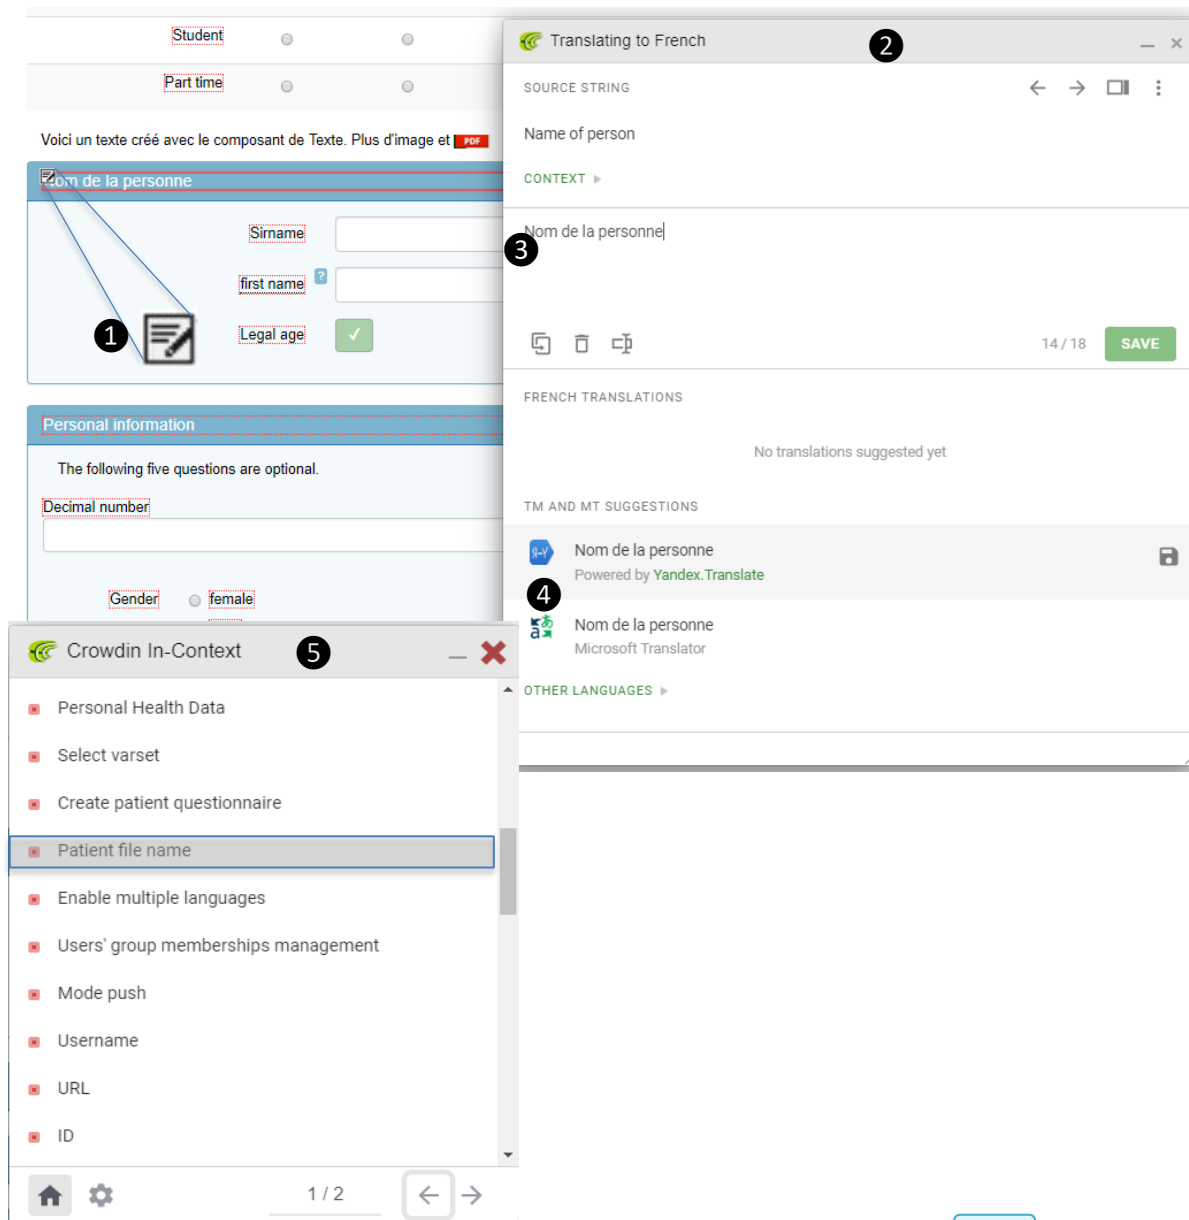 Student
Part time
Voici un texte créé avec le composant de Texte. Plus d'image et PDF
Nom de la personne
Sirname
first name ?
1
Legal age
Personal information
The following five questions are optional.
Decimal number
Gender female
Translating to French 2
SOURCE STRING
Name of person
CONTEXT
Nom de la personne
3
14 / 18 SAVE
FRENCH TRANSLATIONS
No translations suggested yet
TM AND MT SUGGESTIONS
Nom de la personne
Powered by Yandex.Translate
4
Nom de la personne
Microsoft Translator
OTHER LANGUAGES
Crowdin In-Context 5
Personal Health Data
Select varset
Create patient questionnaire
Patient file name
Enable multiple languages
Users' group memberships management
Mode push
Username
URL
ID
1 / 2